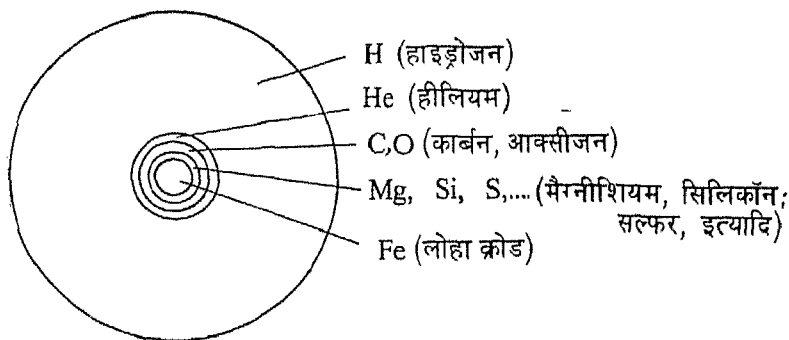 H (हाइड्रोजन)
He (हीलियम)
C,O (कार्बन, आक्सीजन)
Mg, Si, S,.... (मैग्नीशियम, सिलिकॉन;
सल्फर, इत्यादि)
Fe (लोहा क्रोड)